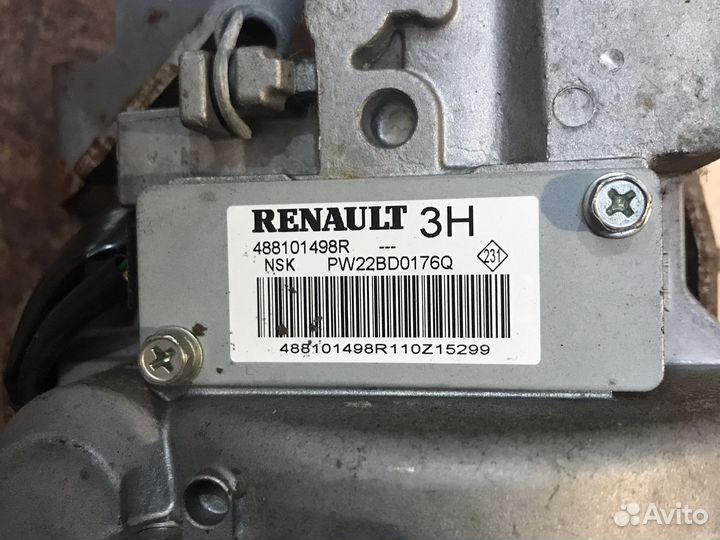 RENAULT 3H
488101498R ---
NSK PW22BD0176Q 231
488101498R110Z15299
Avito